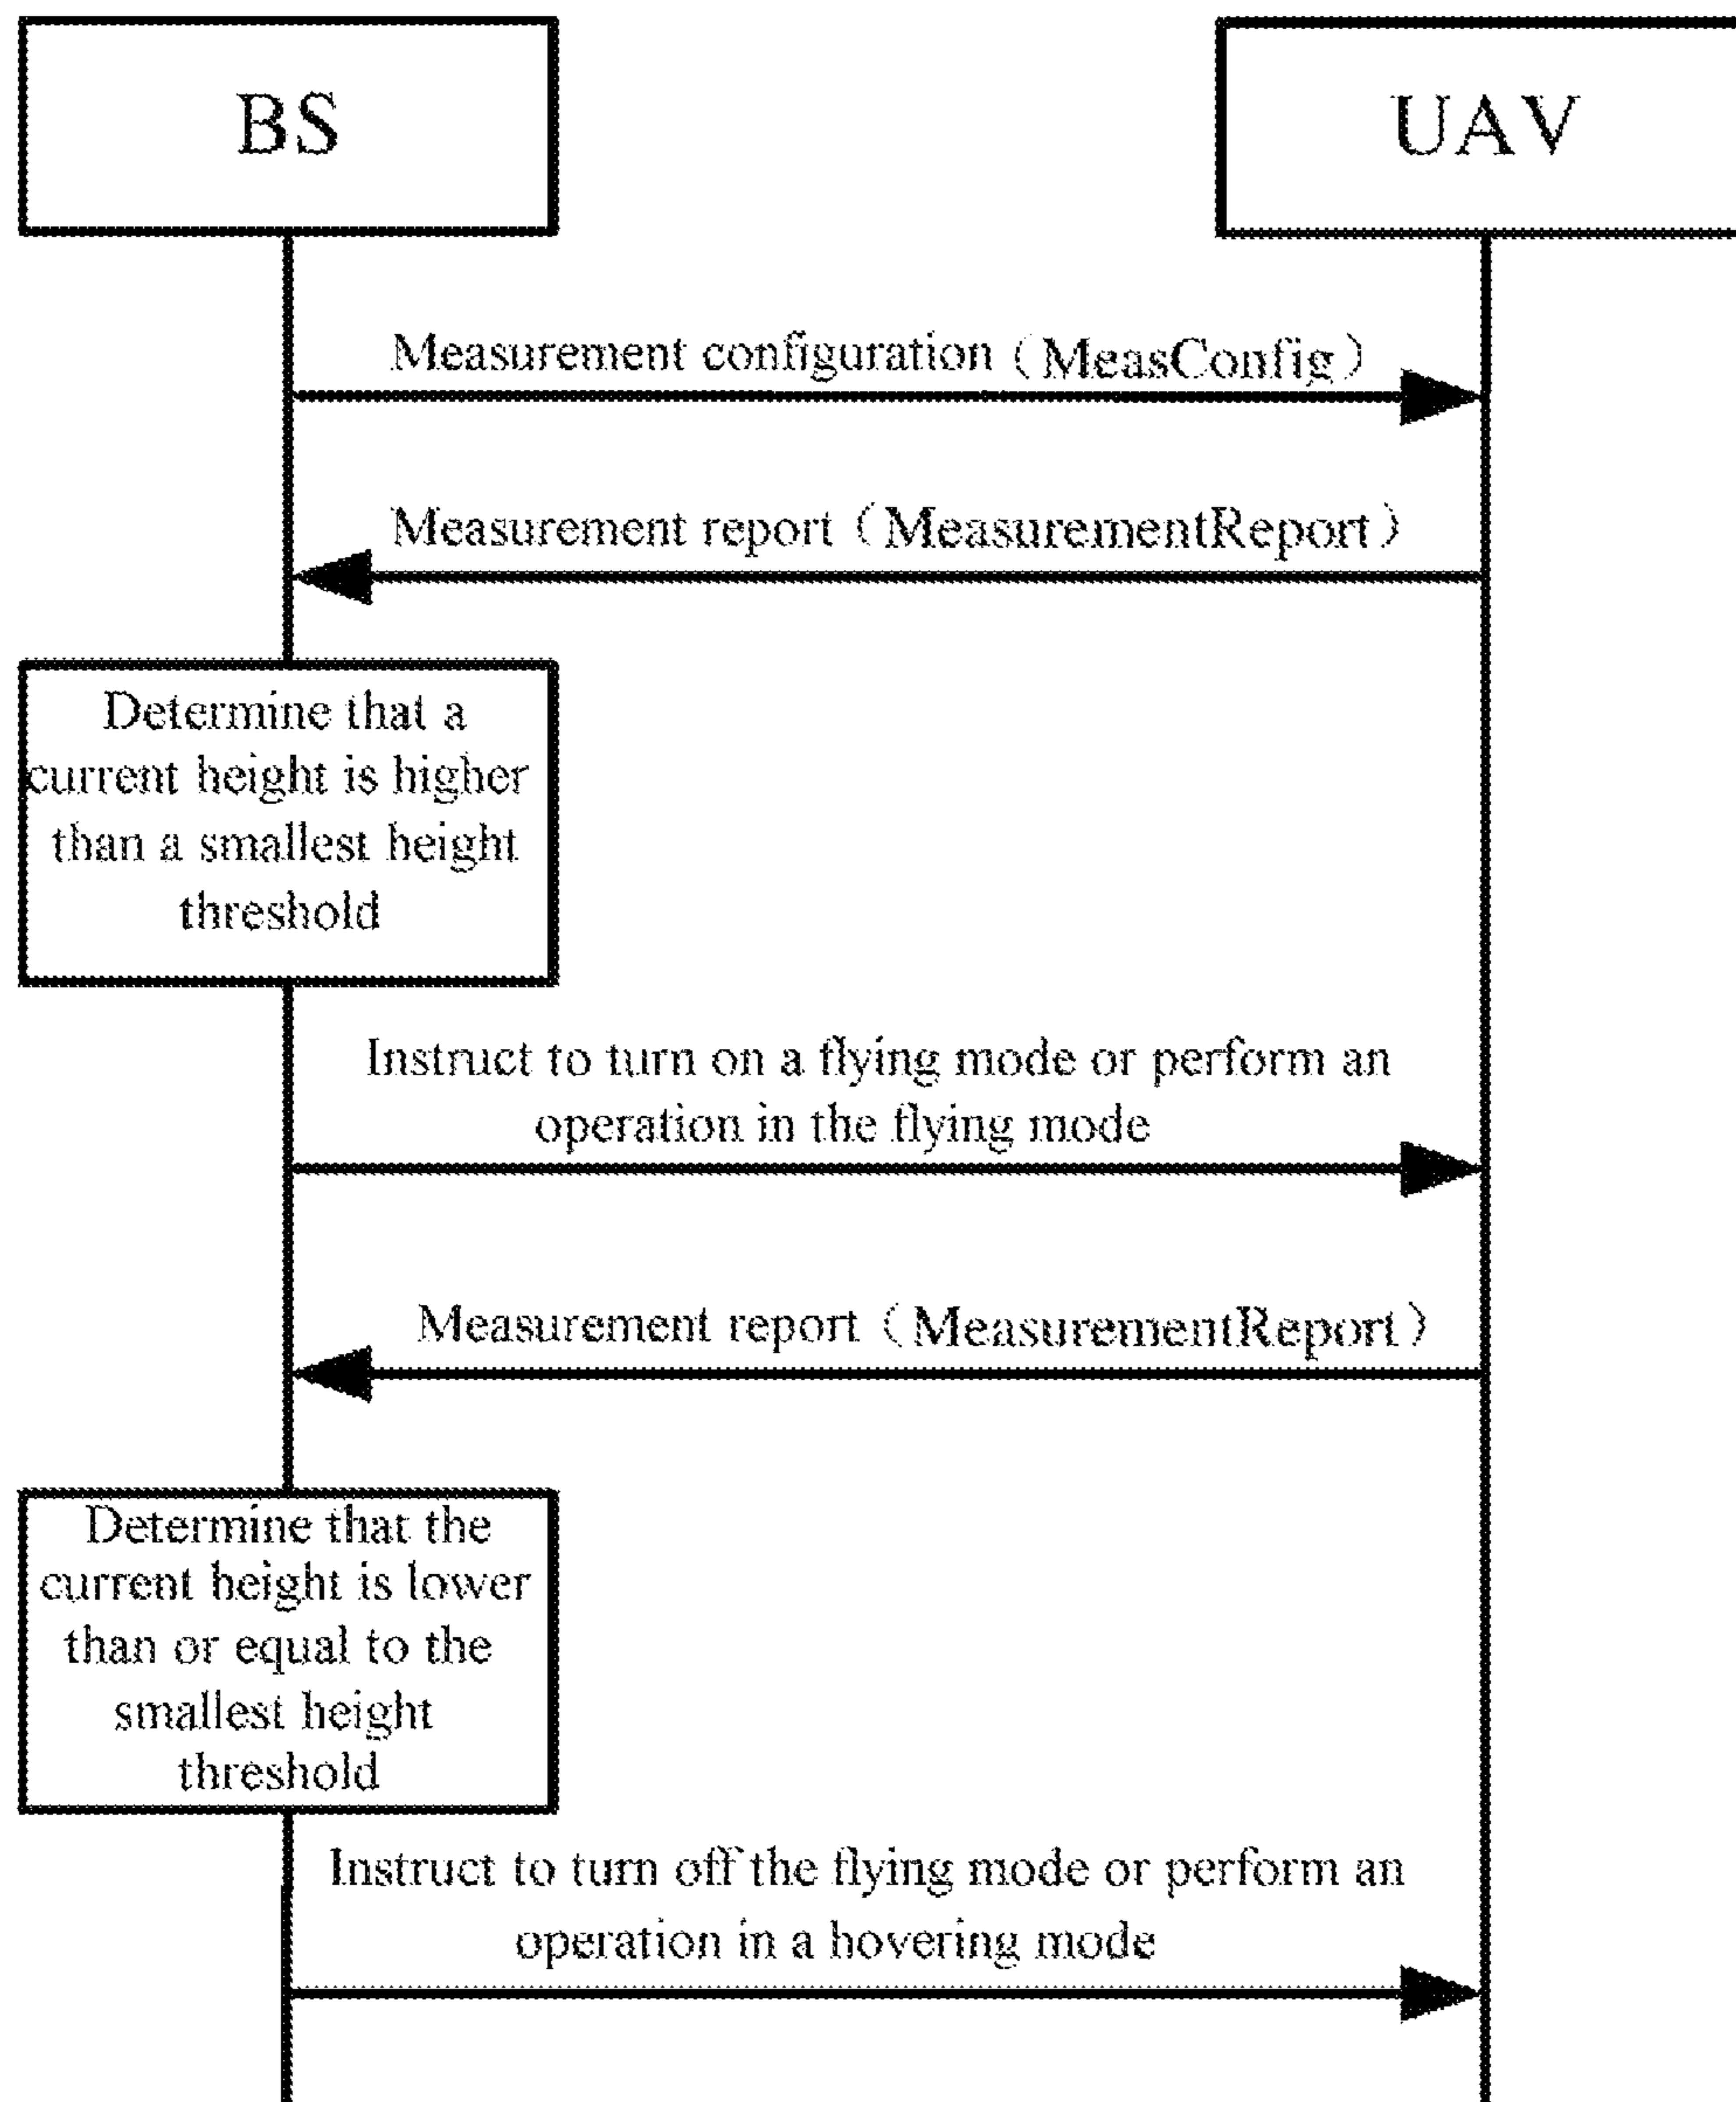 BS
UAV
Measurement configuration (MeasConfig)
Measurement report (MeasurementReport)
Determine that a
current height is higher
than a smallest height
threshold
Instruct to turn on a flying mode or perform an
operation in the flying mode
Measurement report (MeasurementReport)
Determine that the
current height is lower
than or equal to the
smallest height
threshold
Instruct to turn off the flying mode or perform an
operation in a hovering mode